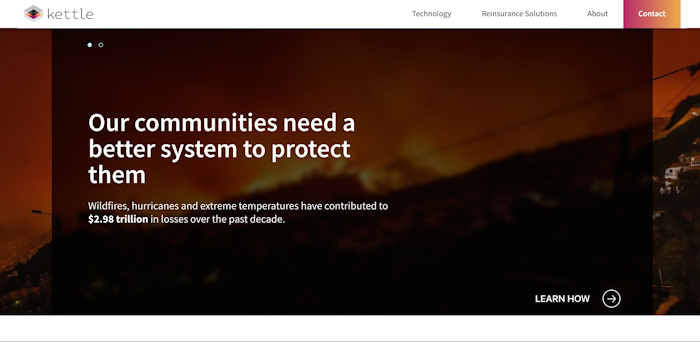 kettle
Technology
Reinsurance Solutions
About
Contact
Our communities need a
better system to protect
them
Wildfires, hurricanes and extreme temperatures have contributed to
$2.98 trillion in losses over the past decade.
LEARN HOW